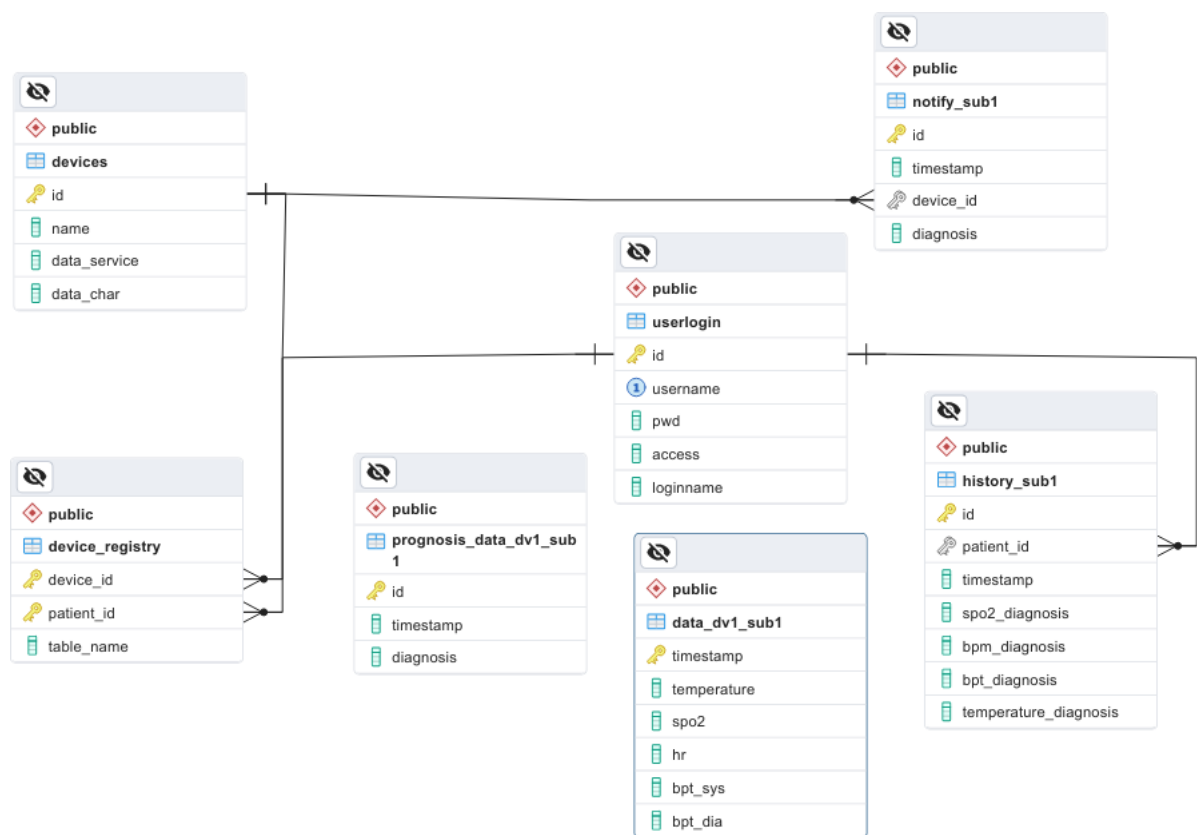 public
devices
id
name
data_service
data_char
public
notify_sub1
id
timestamp
device_id
diagnosis
public
userlogin
id
1
username
pwd
access
loginname
public
device_registry
device_id
patient_id
table_name
public
prognosis_data_dv1_sub
1
id
timestamp
diagnosis
public
data_dv1_sub1
timestamp
temperature
spo2
hr
bpt_sys
bpt_dia
public
history_sub1
id
patient_id
timestamp
spo2_diagnosis
bpm_diagnosis
bpt_diagnosis
temperature_diagnosis